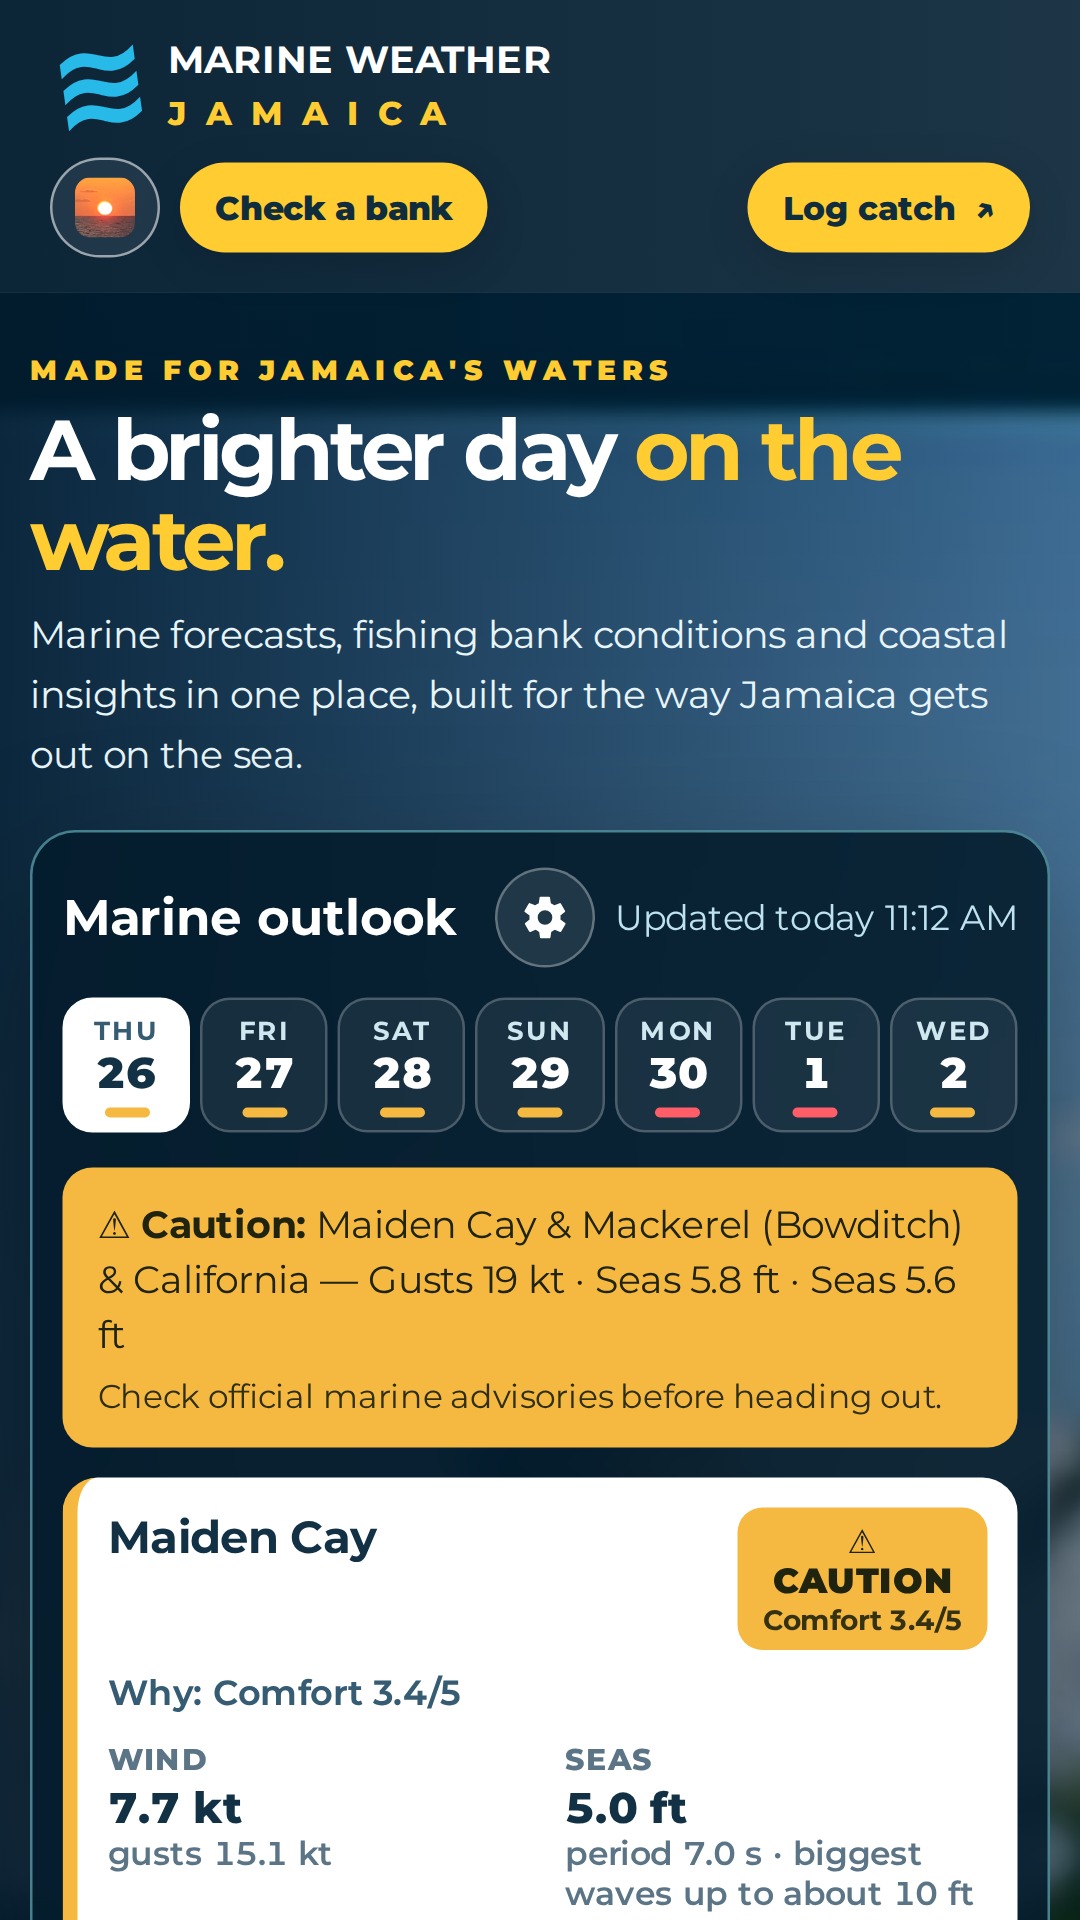 MARINE WEATHER
JAMAICA
Check a bank
Log catch ↗
MADE FOR JAMAICA'S WATERS
A brighter day on the
water.
Marine forecasts, fishing bank conditions and coastal
insights in one place, built for the way Jamaica gets
out on the sea.
Marine outlook
Updated today 11:12 AM
THU FRI SAT SUN MON TUE WED
26 27 28 29 30 1 2
⚠ Caution: Maiden Cay & Mackerel (Bowditch)
& California — Gusts 19 kt · Seas 5.8 ft · Seas 5.6
ft
Check official marine advisories before heading out.
Maiden Cay
⚠
CAUTION
Comfort 3.4/5
Why: Comfort 3.4/5
WIND
7.7 kt
gusts 15.1 kt
SEAS
5.0 ft
period 7.0 s · biggest
waves up to about 10 ft